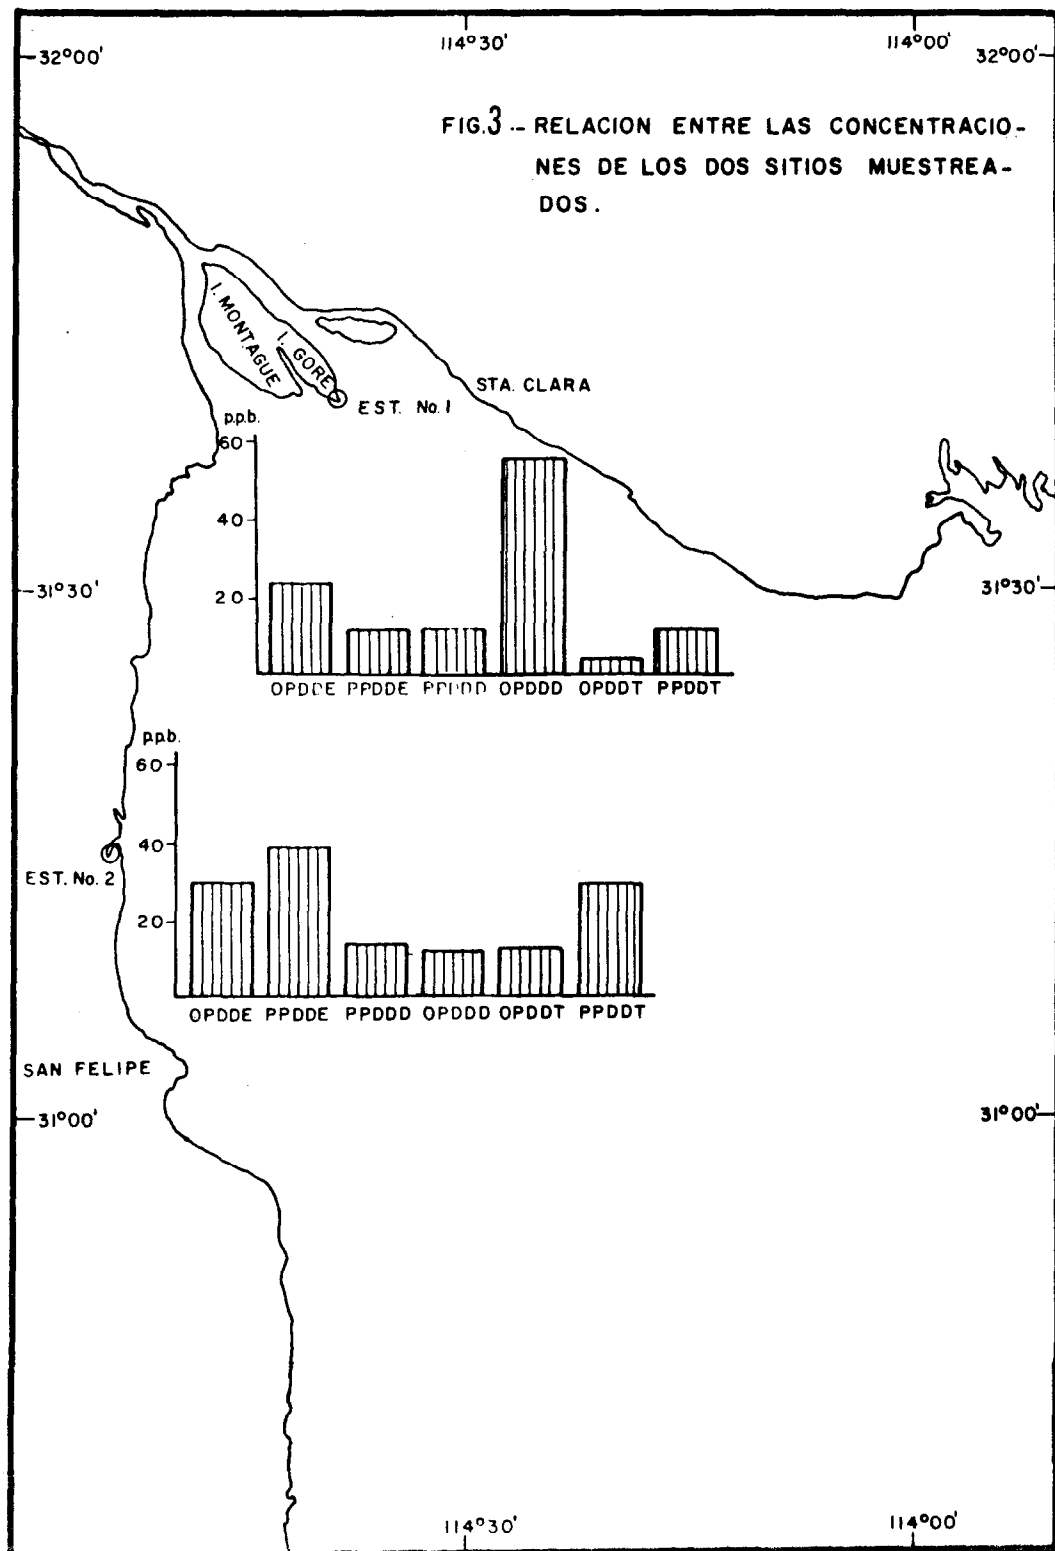 114°30'
114°00'
32°00'
32°00'
FIG.3.- RELACION ENTRE LAS CONCENTRACIO-
NES DE LOS DOS SITIOS MUESTREA-
DOS.
I. MONTAGUE
I. GORE
STA. CLARA
EST. No. 1
p.p.b.
60
40
20
OPDDE PPDDE PPDDD OPDDD OPDDT PPDDT
31°30'
31°30'
p.p.b.
60
40
20
EST. No. 2
OPDDE PPDDE PPDDD OPDDD OPDDT PPDDT
SAN FELIPE
31°00'
31°00'
114°30'
114°00'